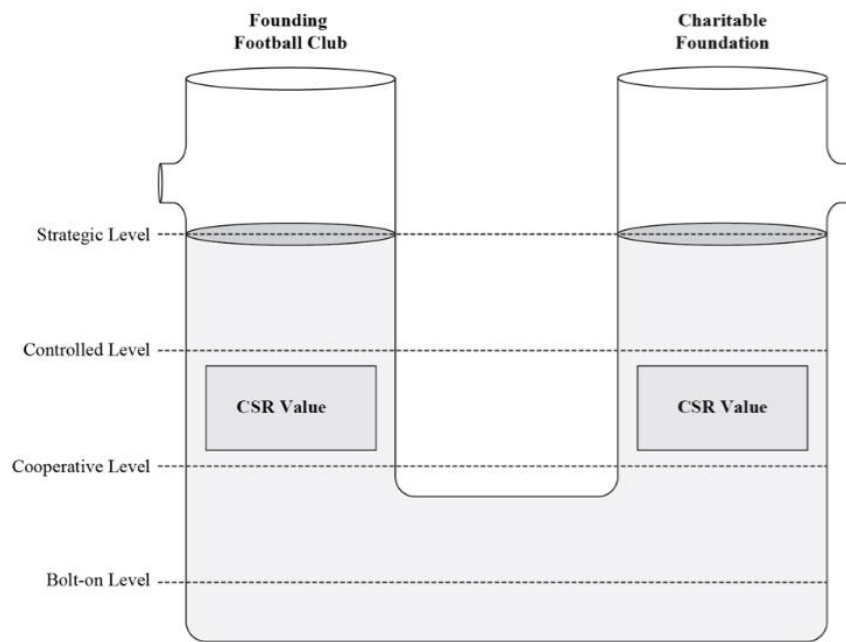 Founding
Football Club
Charitable
Foundation
Strategic Level
Controlled Level
CSR Value
CSR Value
Cooperative Level
Bolt-on Level